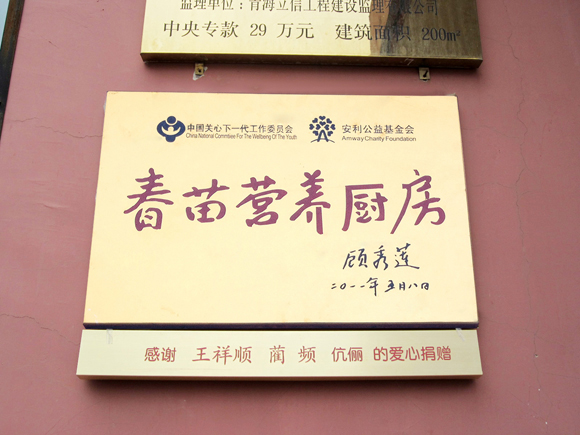 监理单位：青海立信工程建设监理有限公司
中央专款 29 万元 建筑面积 200㎡
中国关心下一代工作委员会
China National Committee For The Wellbeing Of The Youth
安利公益基金会
Amway Charity Foundation
春苗营养厨房
顾秀莲
二〇一一年五月八日
感谢 王祥顺 蔺 频 伉俪 的爱心捐赠